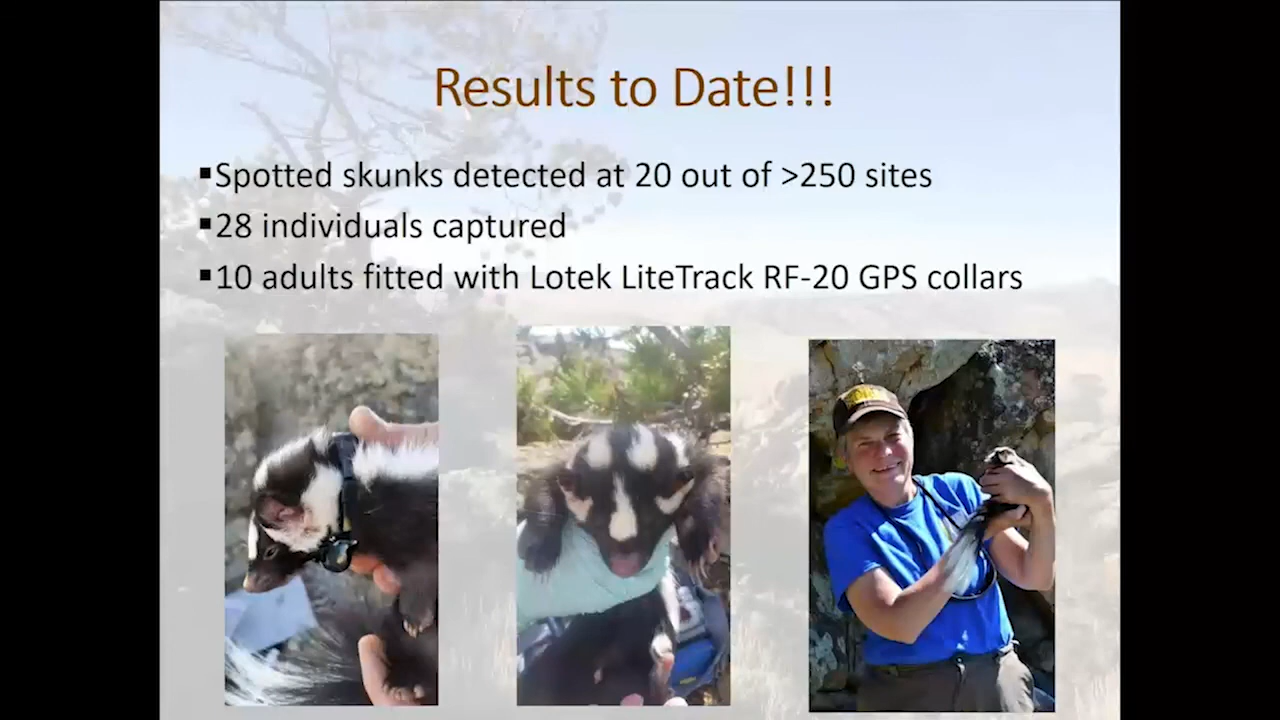 Results to Date!!!
▪Spotted skunks detected at 20 out of >250 sites
▪28 individuals captured
▪10 adults fitted with Lotek LiteTrack RF-20 GPS collars